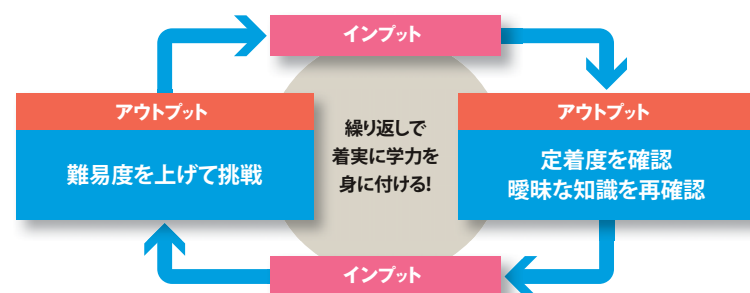 インプット
アウトプット
難易度を上げて挑戦
繰り返しで
着実に学力を
身に付ける!
アウトプット
定着度を確認
曖昧な知識を再確認
インプット